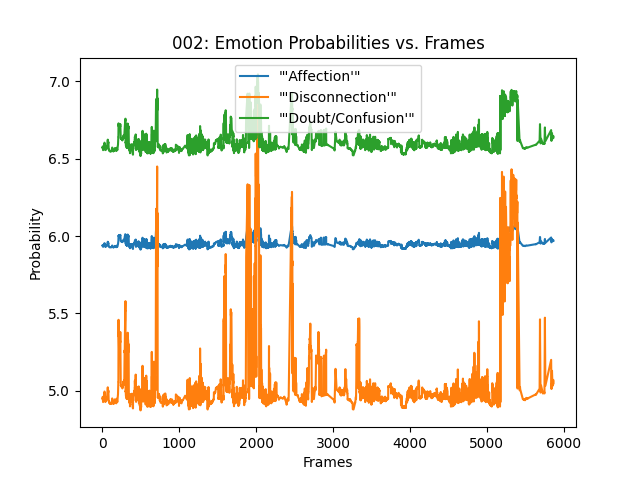 002: Emotion Probabilities vs. Frames
"'Affection'"
"'Disconnection'"
"'Doubt/Confusion'"
7.0
6.5
6.0
5.5
5.0
Probability
0 1000 2000 3000 4000 5000 6000
Frames